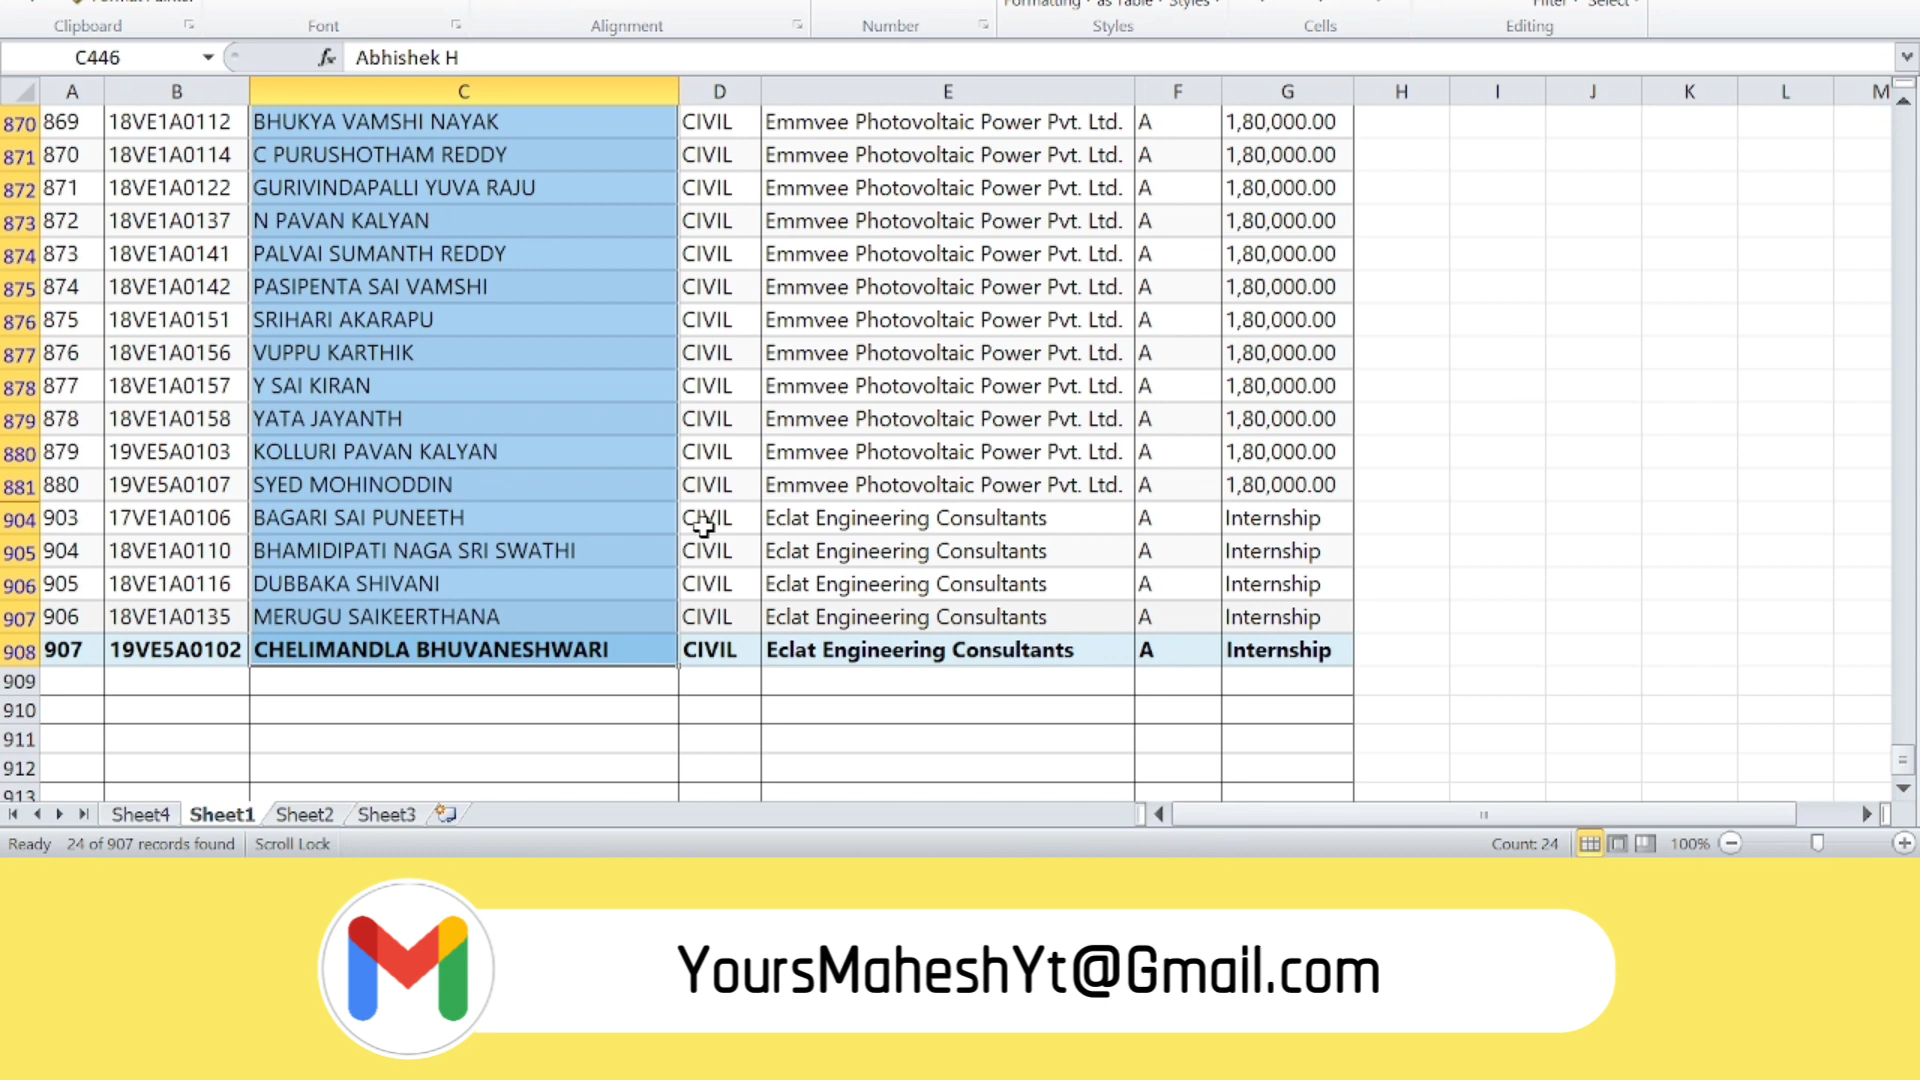 Clipboard Font Alignment Number Styles Cells Editing
C446 fx Abhishek H
A B C D E F G H I J K L M
870 869 18VE1A0112 BHUKYA VAMSHI NAYAK CIVIL Emmvee Photovoltaic Power Pvt. Ltd. A 1,80,000.00
871 870 18VE1A0114 C PURUSHOTHAM REDDY CIVIL Emmvee Photovoltaic Power Pvt. Ltd. A 1,80,000.00
872 871 18VE1A0122 GURIVINDAPALLI YUVA RAJU CIVIL Emmvee Photovoltaic Power Pvt. Ltd. A 1,80,000.00
873 872 18VE1A0137 N PAVAN KALYAN CIVIL Emmvee Photovoltaic Power Pvt. Ltd. A 1,80,000.00
874 873 18VE1A0141 PALVAI SUMANTH REDDY CIVIL Emmvee Photovoltaic Power Pvt. Ltd. A 1,80,000.00
875 874 18VE1A0142 PASIPENTA SAI VAMSHI CIVIL Emmvee Photovoltaic Power Pvt. Ltd. A 1,80,000.00
876 875 18VE1A0151 SRIHARI AKARAPU CIVIL Emmvee Photovoltaic Power Pvt. Ltd. A 1,80,000.00
877 876 18VE1A0156 VUPPU KARTHIK CIVIL Emmvee Photovoltaic Power Pvt. Ltd. A 1,80,000.00
878 877 18VE1A0157 Y SAI KIRAN CIVIL Emmvee Photovoltaic Power Pvt. Ltd. A 1,80,000.00
879 878 18VE1A0158 YATA JAYANTH CIVIL Emmvee Photovoltaic Power Pvt. Ltd. A 1,80,000.00
880 879 19VE5A0103 KOLLURI PAVAN KALYAN CIVIL Emmvee Photovoltaic Power Pvt. Ltd. A 1,80,000.00
881 880 19VE5A0107 SYED MOHINODDIN CIVIL Emmvee Photovoltaic Power Pvt. Ltd. A 1,80,000.00
904 903 17VE1A0106 BAGARI SAI PUNEETH CIVIL Eclat Engineering Consultants A Internship
905 904 18VE1A0110 BHAMIDIPATI NAGA SRI SWATHI CIVIL Eclat Engineering Consultants A Internship
906 905 18VE1A0116 DUBBAKA SHIVANI CIVIL Eclat Engineering Consultants A Internship
907 906 18VE1A0135 MERUGU SAIKEERTHANA CIVIL Eclat Engineering Consultants A Internship
908 907 19VE5A0102 CHELIMANDLA BHUVANESHWARI CIVIL Eclat Engineering Consultants A Internship
909
910
911
912
913
Sheet4 Sheet1 Sheet2 Sheet3
Ready 24 of 907 records found Scroll Lock Count: 24 100%
YoursMaheshYt@Gmail.com